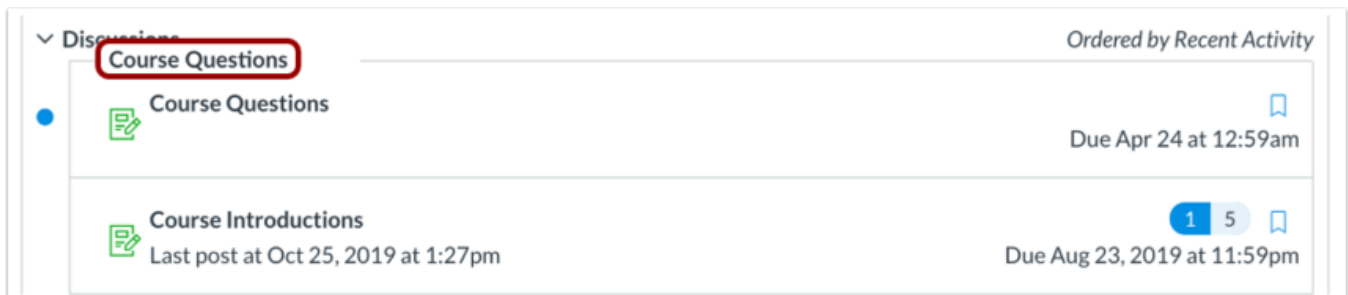 Discussions
Ordered by Recent Activity
Course Questions
Course Questions
Due Apr 24 at 12:59am
Course Introductions
1 5
Last post at Oct 25, 2019 at 1:27pm
Due Aug 23, 2019 at 11:59pm